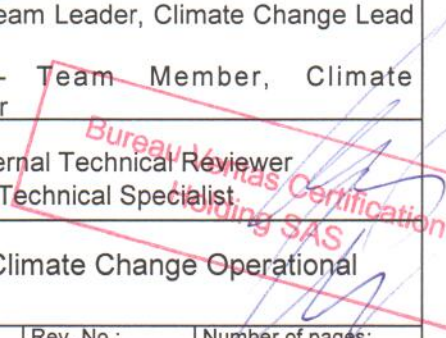 eam Leader, Climate Change Lead
- Team Member, Climate
r
ernal Technical Reviewer
Technical Specialist
Bureau Veritas Certification
Holding SAS
Climate Change Operational
Rev. No.:
Number of pages: